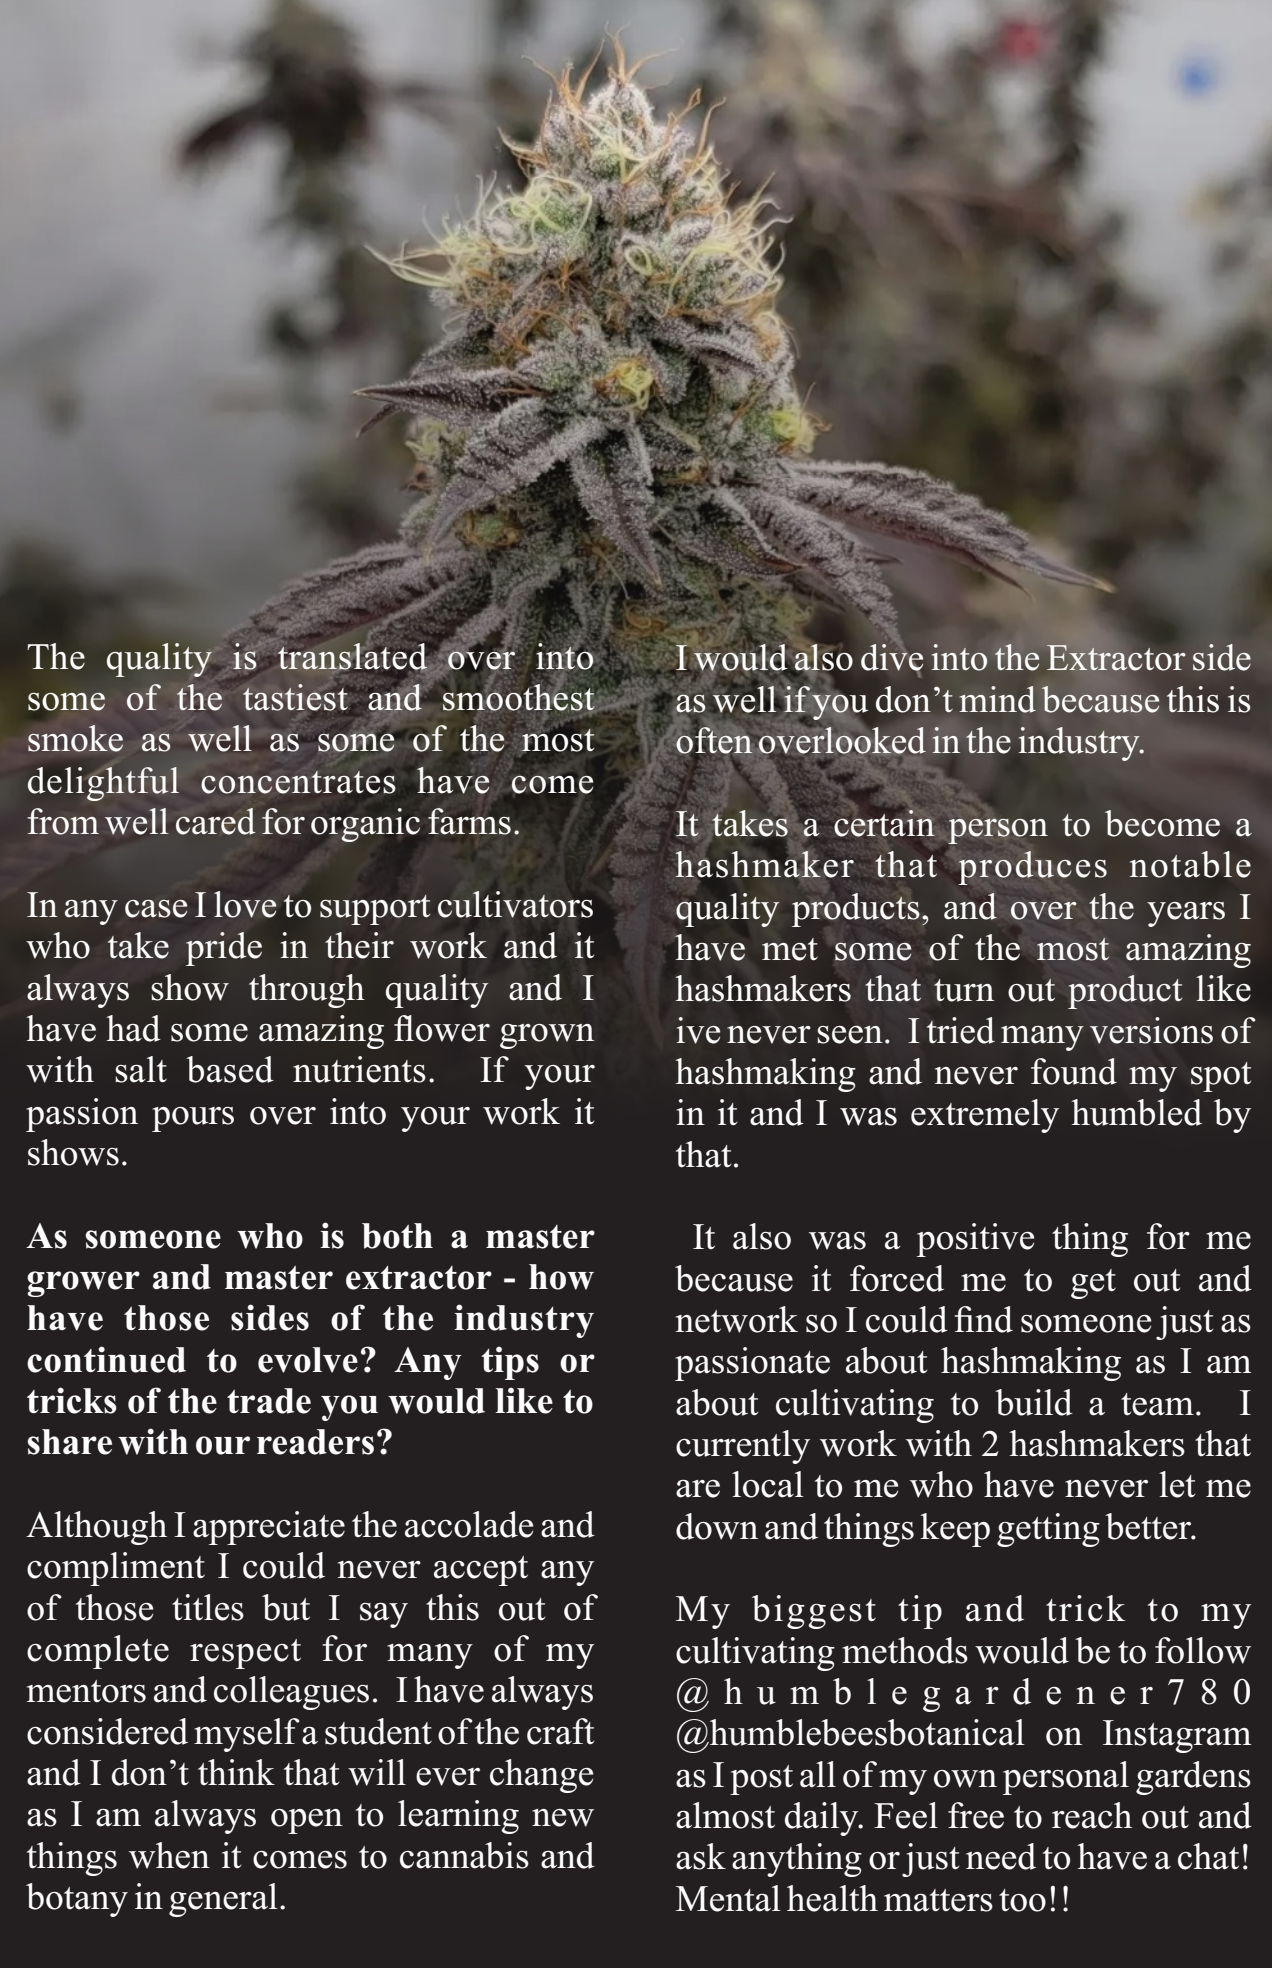 The quality is translated over into
some of the tastiest and smoothest
smoke as well as some of the most
delightful concentrates have come
from well cared for organic farms.
In any case I love to support cultivators
who take pride in their work and it
always show through quality and I
have had some amazing flower grown
with salt based nutrients. If your
passion pours over into your work it
shows.
As someone who is both a master
grower and master extractor - how
have those sides of the industry
continued to evolve? Any tips or
tricks of the trade you would like to
share with our readers?
Although I appreciate the accolade and
compliment I could never accept any
of those titles but I say this out of
complete respect for many of my
mentors and colleagues. I have always
considered myself a student of the craft
and I don’t think that will ever change
as I am always open to learning new
things when it comes to cannabis and
botany in general.
I would also dive into the Extractor side
as well if you don’t mind because this is
often overlooked in the industry.
It takes a certain person to become a
hashmaker that produces notable
quality products, and over the years I
have met some of the most amazing
hashmakers that turn out product like
ive never seen. I tried many versions of
hashmaking and never found my spot
in it and I was extremely humbled by
that.
It also was a positive thing for me
because it forced me to get out and
network so I could find someone just as
passionate about hashmaking as I am
about cultivating to build a team. I
currently work with 2 hashmakers that
are local to me who have never let me
down and things keep getting better.
My biggest tip and trick to my
cultivating methods would be to follow
@humblegardener780
@humblebeesbotanical on Instagram
as I post all of my own personal gardens
almost daily. Feel free to reach out and
ask anything or just need to have a chat!
Mental health matters too!!